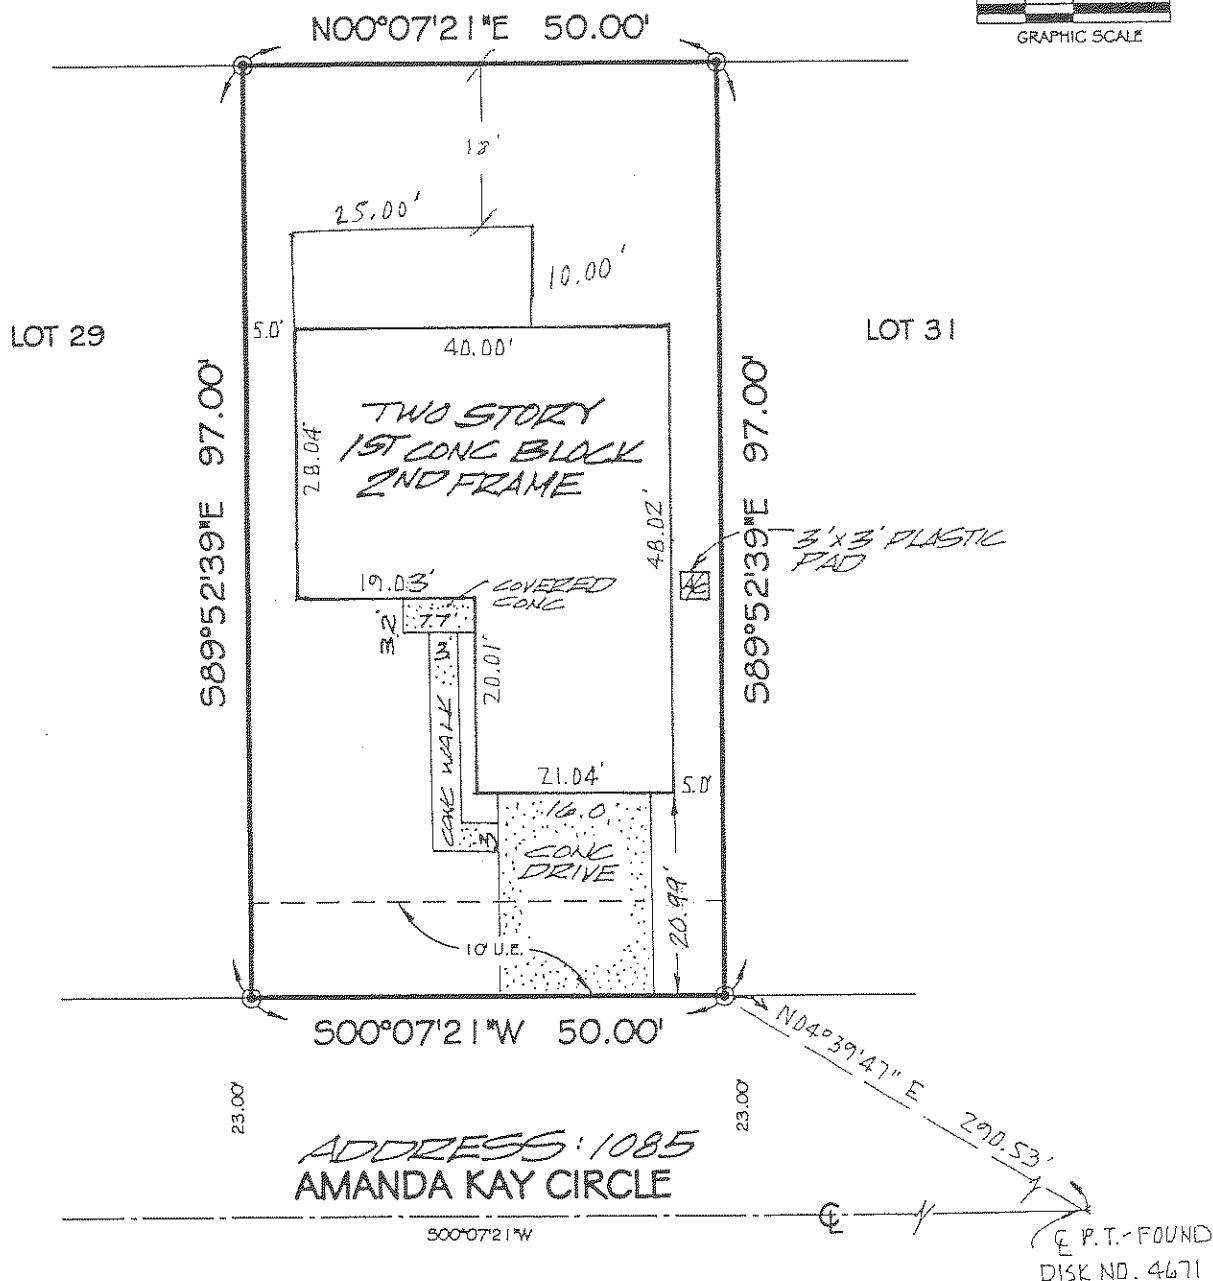 GRAPHIC SCALE
N00°07'21"E 50.00'
18'
25.00'
10.00'
LOT 29
5.0'
40.00'
LOT 31
S89°52'39"E 97.00'
28.04'
TWO STORY
1ST CONC BLOCK
2ND FRAME
48.02'
S89°52'39"E 97.00'
3'x3' PLASTIC
PAD
A/C
19.03'
COVERED
CONC
3.2'
7.7'
3'
20.01'
CONC WALK
21.04'
5.0'
16.0'
3'
CONC
DRIVE
20.99'
10' U.E.
S00°07'21"W 50.00'
N04°39'47" E 290.53'
23.00'
23.00'
ADDRESS: 1085
AMANDA KAY CIRCLE
S00°07'21"W
℄
℄ P.T.-FOUND
DISK NO. 4671